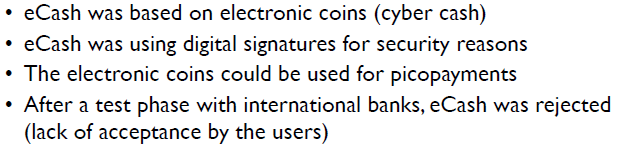 • eCash was based on electronic coins (cyber cash)
• eCash was using digital signatures for security reasons
• The electronic coins could be used for picopayments
• After a test phase with international banks, eCash was rejected
(lack of acceptance by the users)